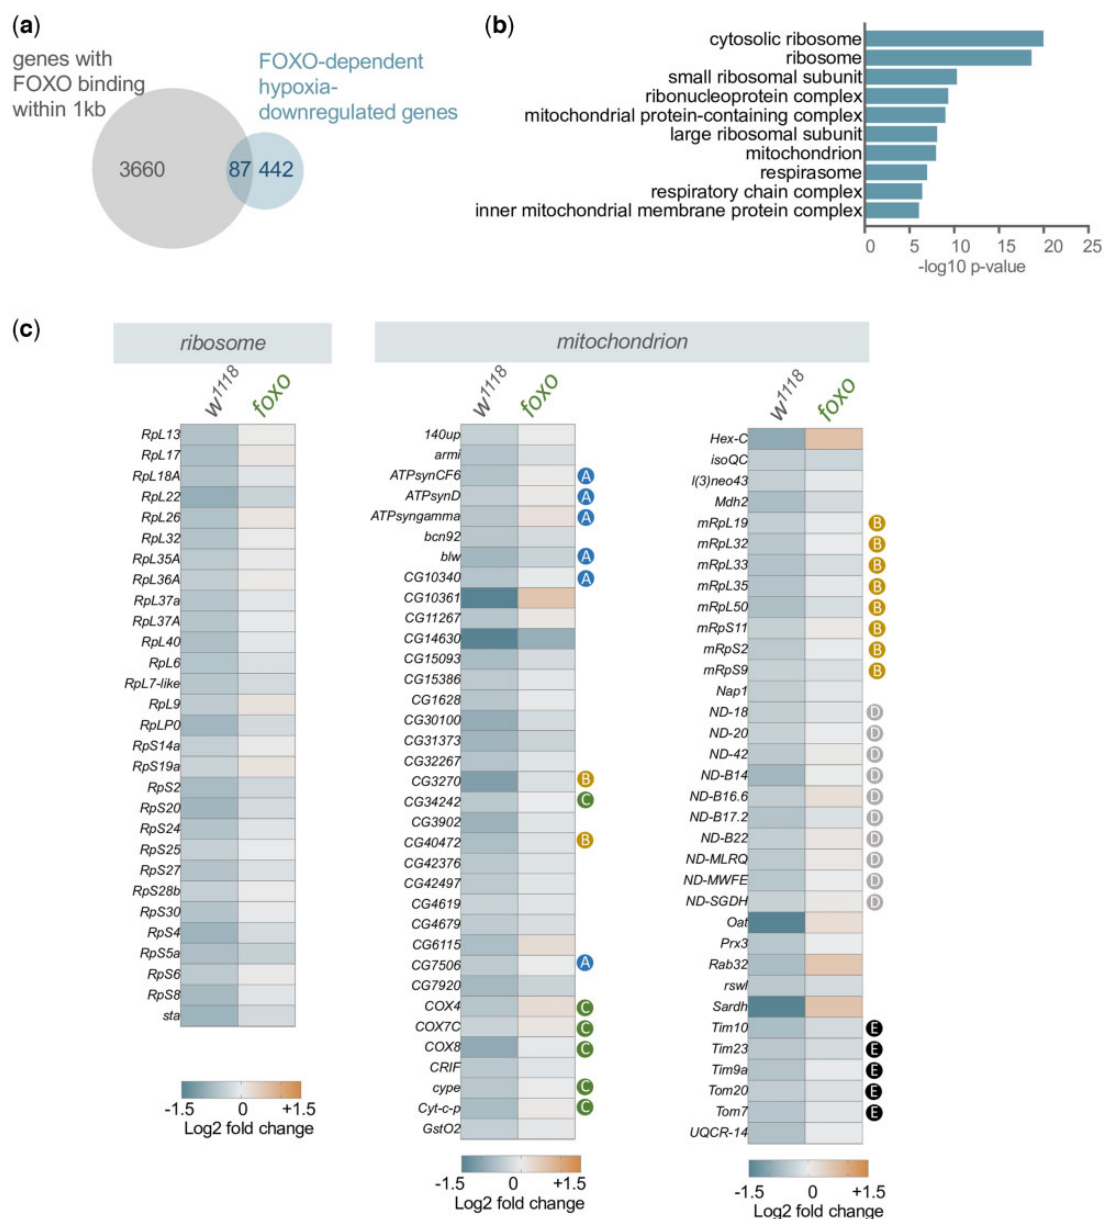 (a)
genes with
FOXO binding
within 1kb
FOXO-dependent
hypoxia-
downregulated genes
3660
87 442
(b)
cytosolic ribosome
ribosome
small ribosomal subunit
ribonucleoprotein complex
mitochondrial protein-containing complex
large ribosomal subunit
mitochondrion
respirasome
respiratory chain complex
inner mitochondrial membrane protein complex
0 5 10 15 20 25
-log10 p-value
(c)
ribosome
w1118 foxo
RpL13
RpL17
RpL18A
RpL22
RpL26
RpL32
RpL35A
RpL36A
RpL37a
RpL37A
RpL40
RpL6
RpL7-like
RpL9
RpLP0
RpS14a
RpS19a
RpS2
RpS20
RpS24
RpS25
RpS27
RpS28b
RpS30
RpS4
RpS5a
RpS6
RpS8
sta
-1.5 0 +1.5
Log2 fold change
mitochondrion
w1118 foxo
140up
armi
ATPsynCF6 A
ATPsynD A
ATPsyngamma A
bcn92
blw A
CG10340 A
CG10361
CG11267
CG14630
CG15093
CG15386
CG1628
CG30100
CG31373
CG32267
CG3270 B
CG34242 C
CG3902
CG40472 B
CG42376
CG42497
CG4619
CG4679
CG6115
CG7506 A
CG7920
COX4 C
COX7C C
COX8 C
CRIF
cype C
Cyt-c-p C
GstO2
-1.5 0 +1.5
Log2 fold change
w1118 foxo
Hex-C
isoQC
l(3)neo43
Mdh2
mRpL19 B
mRpL32 B
mRpL33 B
mRpL35 B
mRpL50 B
mRpS11 B
mRpS2 B
mRpS9 B
Nap1
ND-18 D
ND-20 D
ND-42 D
ND-B14 D
ND-B16.6 D
ND-B17.2 D
ND-B22 D
ND-MLRQ D
ND-MWFE D
ND-SGDH D
Oat
Prx3
Rab32
rswl
Sardh
Tim10 E
Tim23 E
Tim9a E
Tom20 E
Tom7 E
UQCR-14
-1.5 0 +1.5
Log2 fold change